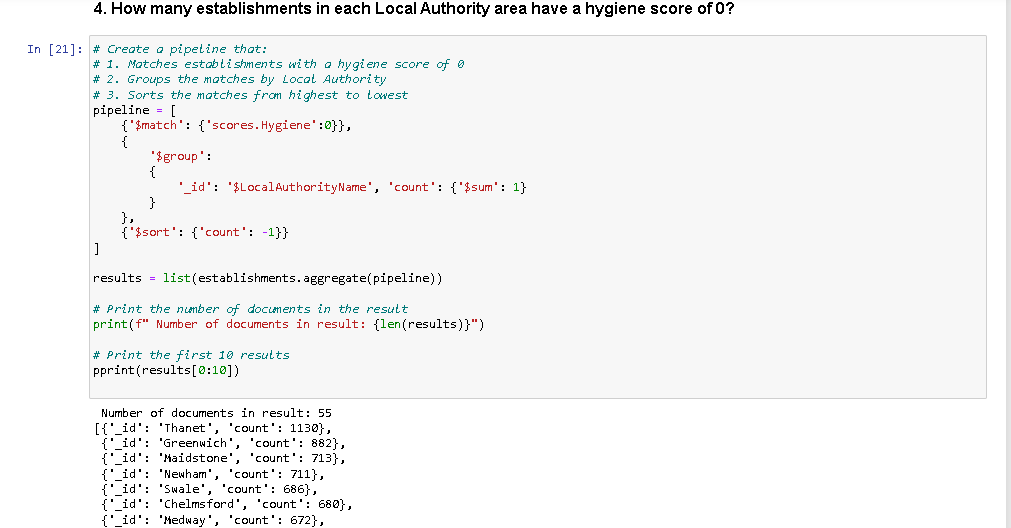 4. How many establishments in each Local Authority area have a hygiene score of 0?
In [21]: # Create a pipeline that:
# 1. Matches establishments with a hygiene score of 0
# 2. Groups the matches by Local Authority
# 3. Sorts the matches from highest to lowest
pipeline = [
{'$match': {'scores.Hygiene':0}},
{
'$group':
{
'_id': '$LocalAuthorityName', 'count': {'$sum': 1}
}
},
{'$sort': {'count': -1}}
]
results = list(establishments.aggregate(pipeline))
# Print the number of documents in the result
print(f" Number of documents in result: {len(results)}")
# Print the first 10 results
pprint(results[0:10])
Number of documents in result: 55
[{'_id': 'Thanet', 'count': 1130},
{'_id': 'Greenwich', 'count': 882},
{'_id': 'Maidstone', 'count': 713},
{'_id': 'Newham', 'count': 711},
{'_id': 'Swale', 'count': 686},
{'_id': 'Chelmsford', 'count': 680},
{'_id': 'Medway', 'count': 672},